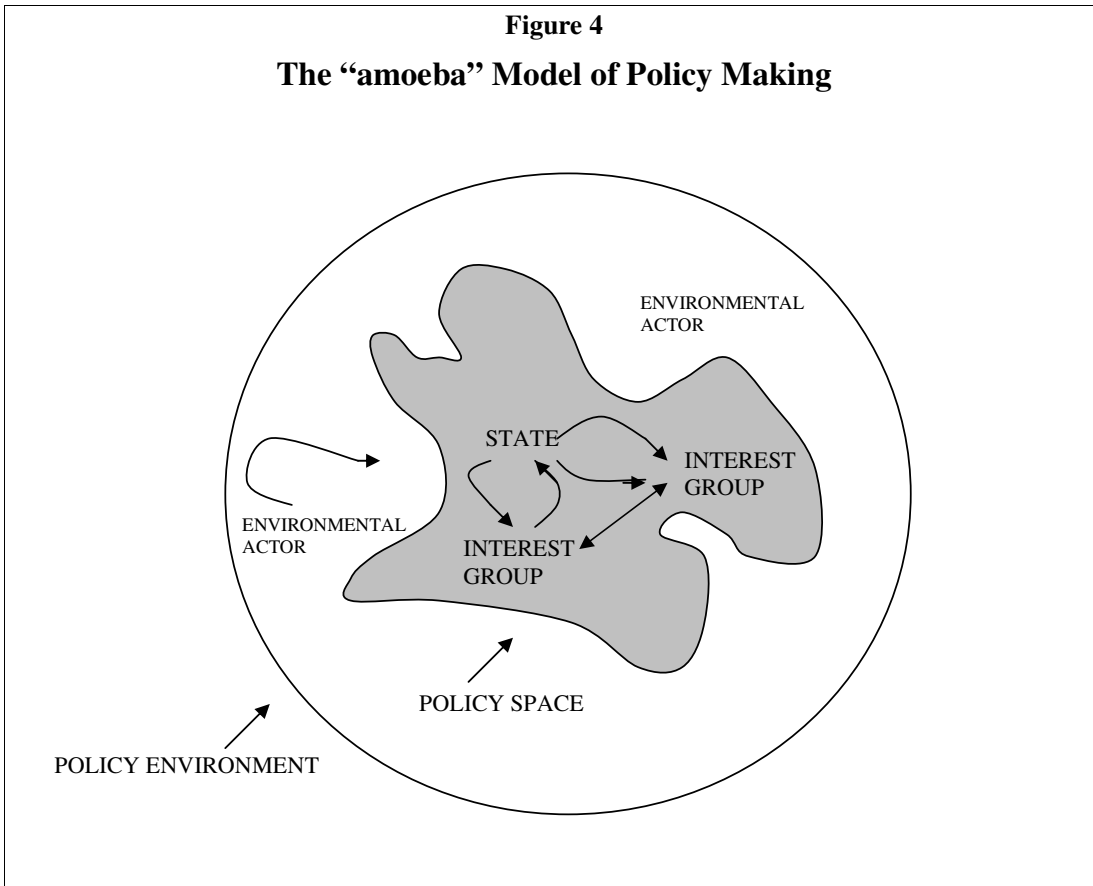 Figure 4
The “amoeba” Model of Policy Making
ENVIRONMENTAL
ACTOR
STATE
INTEREST
GROUP
ENVIRONMENTAL
ACTOR
INTEREST
GROUP
POLICY SPACE
POLICY ENVIRONMENT